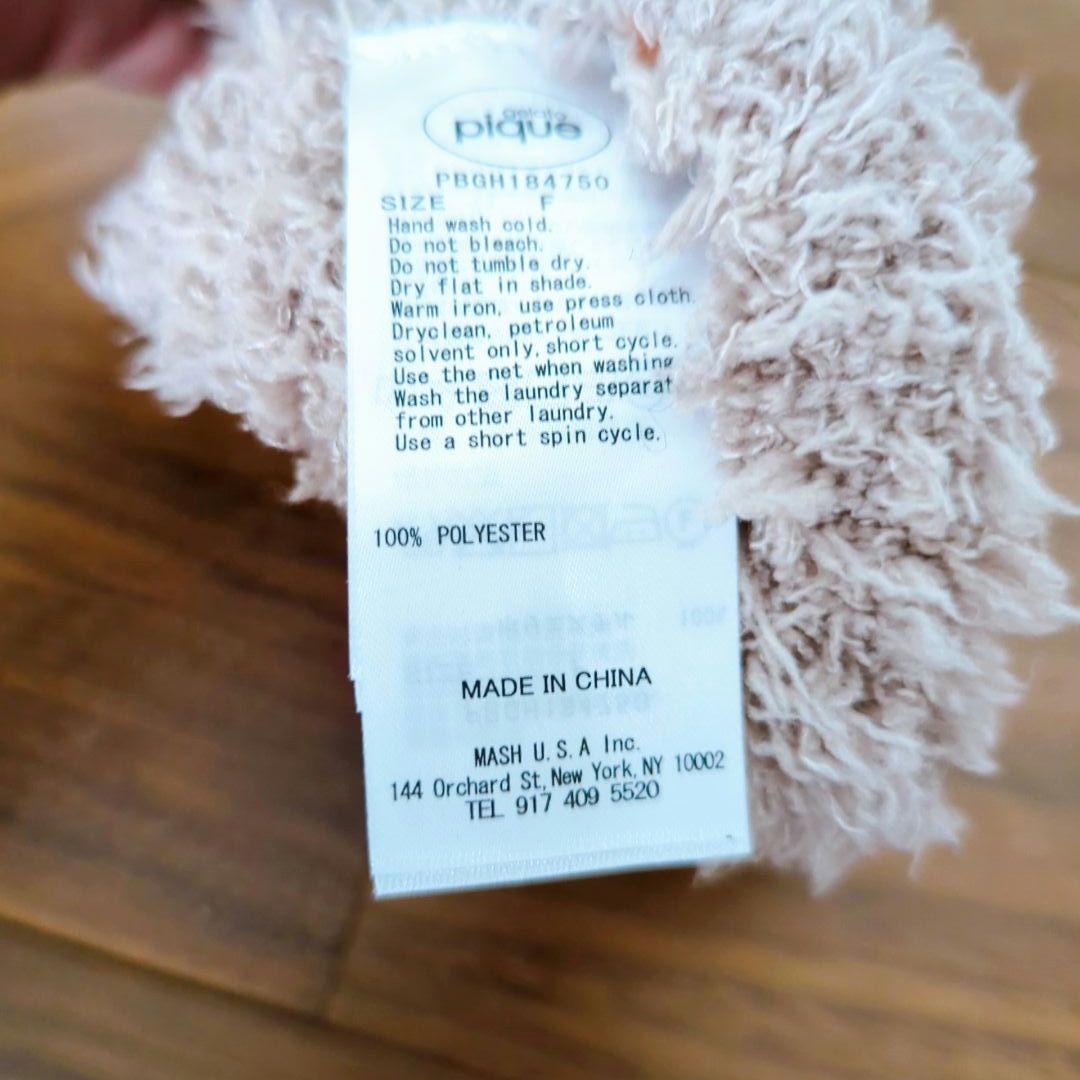 gelato
pique
PBGH184750
SIZE F
Hand wash cold.
Do not bleach.
Do not tumble dry.
Dry flat in shade.
Warm iron, use press cloth.
Dryclean, petroleum
solvent only, short cycle.
Use the net when washing
Wash the laundry separat
from other laundry.
Use a short spin cycle.
100% POLYESTER
MADE IN CHINA
MASH U.S.A Inc.
144 Orchard St, New York, NY 10002
TEL 917 409 5520